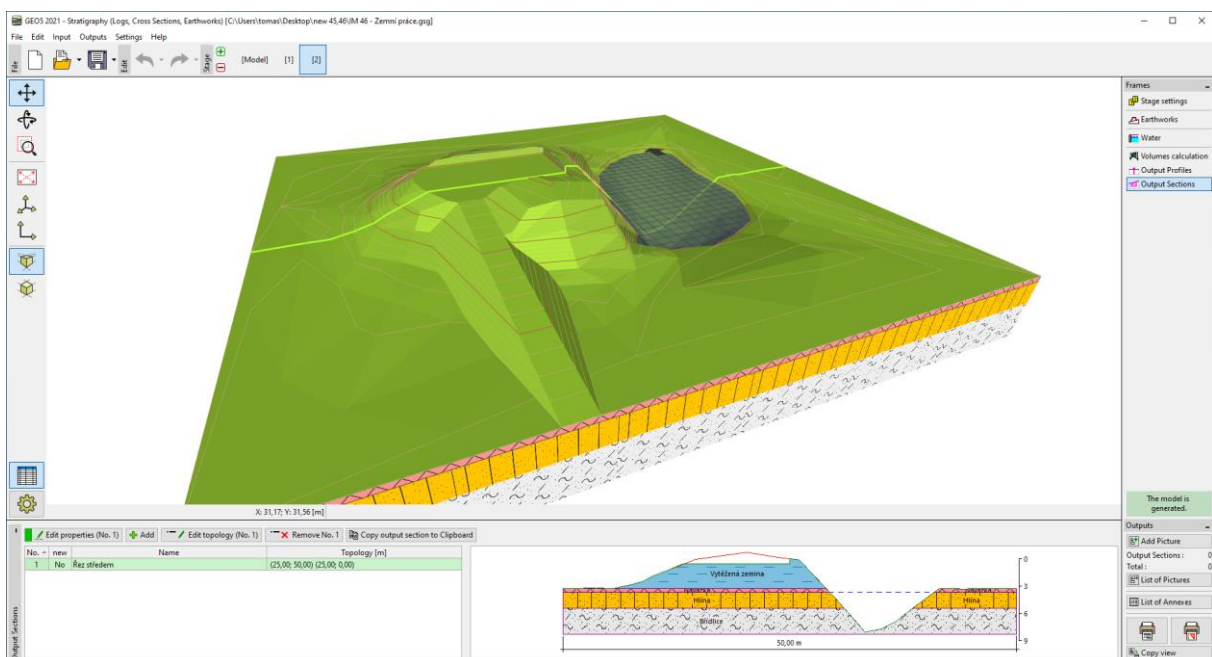 GEO5 2021 - Stratigraphy (Logs, Cross Sections, Earthworks) [C:\Users\tomas\Desktop\new 45,46\IM 46 - Zemní práce.gsg]
File Edit Input Outputs Settings Help
File
Edit
Stage
[Model] [1] [2]
Frames
Stage settings
Earthworks
Water
Volumes calculation
Output Profiles
Output Sections
X: 31,17; Y: 31,56 [m]
The model is
generated.
Edit properties (No. 1) Add Edit topology (No. 1) Remove No. 1 Copy output section to Clipboard
No. new Name Topology [m]
1 No Řez středem (25,00; 50,00) (25,00; 0,00)
Output Sections
Vytěžená zemina
Hlína
Hlína
Břidlice
50,00 m
0
3
6
9
Outputs
Add Picture
Output Sections : 0
Total : 0
List of Pictures
List of Annexes
Copy view